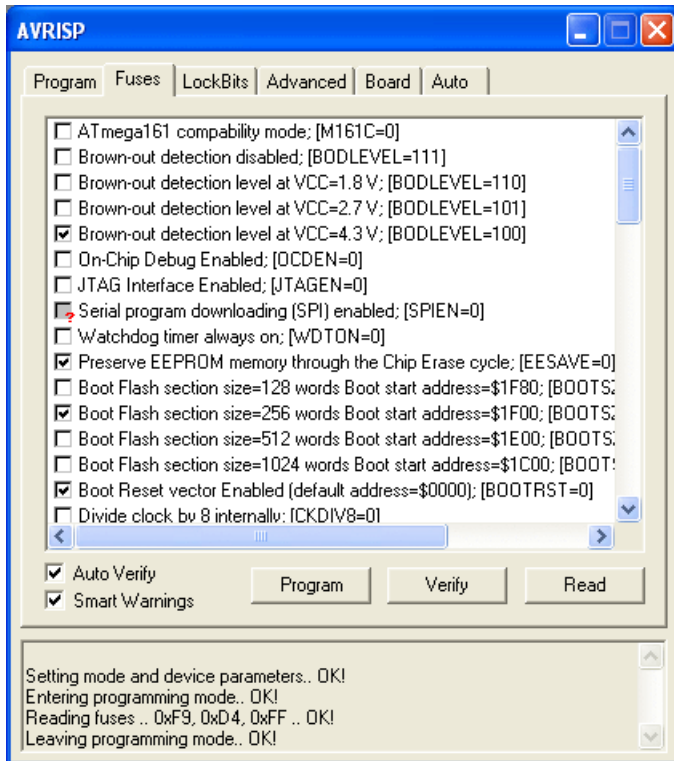 AVRISP
Program Fuses LockBits Advanced Board Auto
ATmega161 compability mode; [M161C=0]
Brown-out detection disabled; [BODLEVEL=111]
Brown-out detection level at VCC=1.8 V; [BODLEVEL=110]
Brown-out detection level at VCC=2.7 V; [BODLEVEL=101]
Brown-out detection level at VCC=4.3 V; [BODLEVEL=100]
On-Chip Debug Enabled; [OCDEN=0]
JTAG Interface Enabled; [JTAGEN=0]
? Serial program downloading (SPI) enabled; [SPIEN=0]
Watchdog timer always on; [WDTON=0]
Preserve EEPROM memory through the Chip Erase cycle; [EESAVE=0]
Boot Flash section size=128 words Boot start address=$1F80; [BOOTSZ
Boot Flash section size=256 words Boot start address=$1F00; [BOOTSZ
Boot Flash section size=512 words Boot start address=$1E00; [BOOTSZ
Boot Flash section size=1024 words Boot start address=$1C00; [BOOTS
Boot Reset vector Enabled (default address=$0000); [BOOTRST=0]
Divide clock by 8 internally; [CKDIV8=0]
Auto Verify
Smart Warnings
Program Verify Read
Setting mode and device parameters.. OK!
Entering programming mode.. OK!
Reading fuses .. 0xF9, 0xD4, 0xFF .. OK!
Leaving programming mode.. OK!